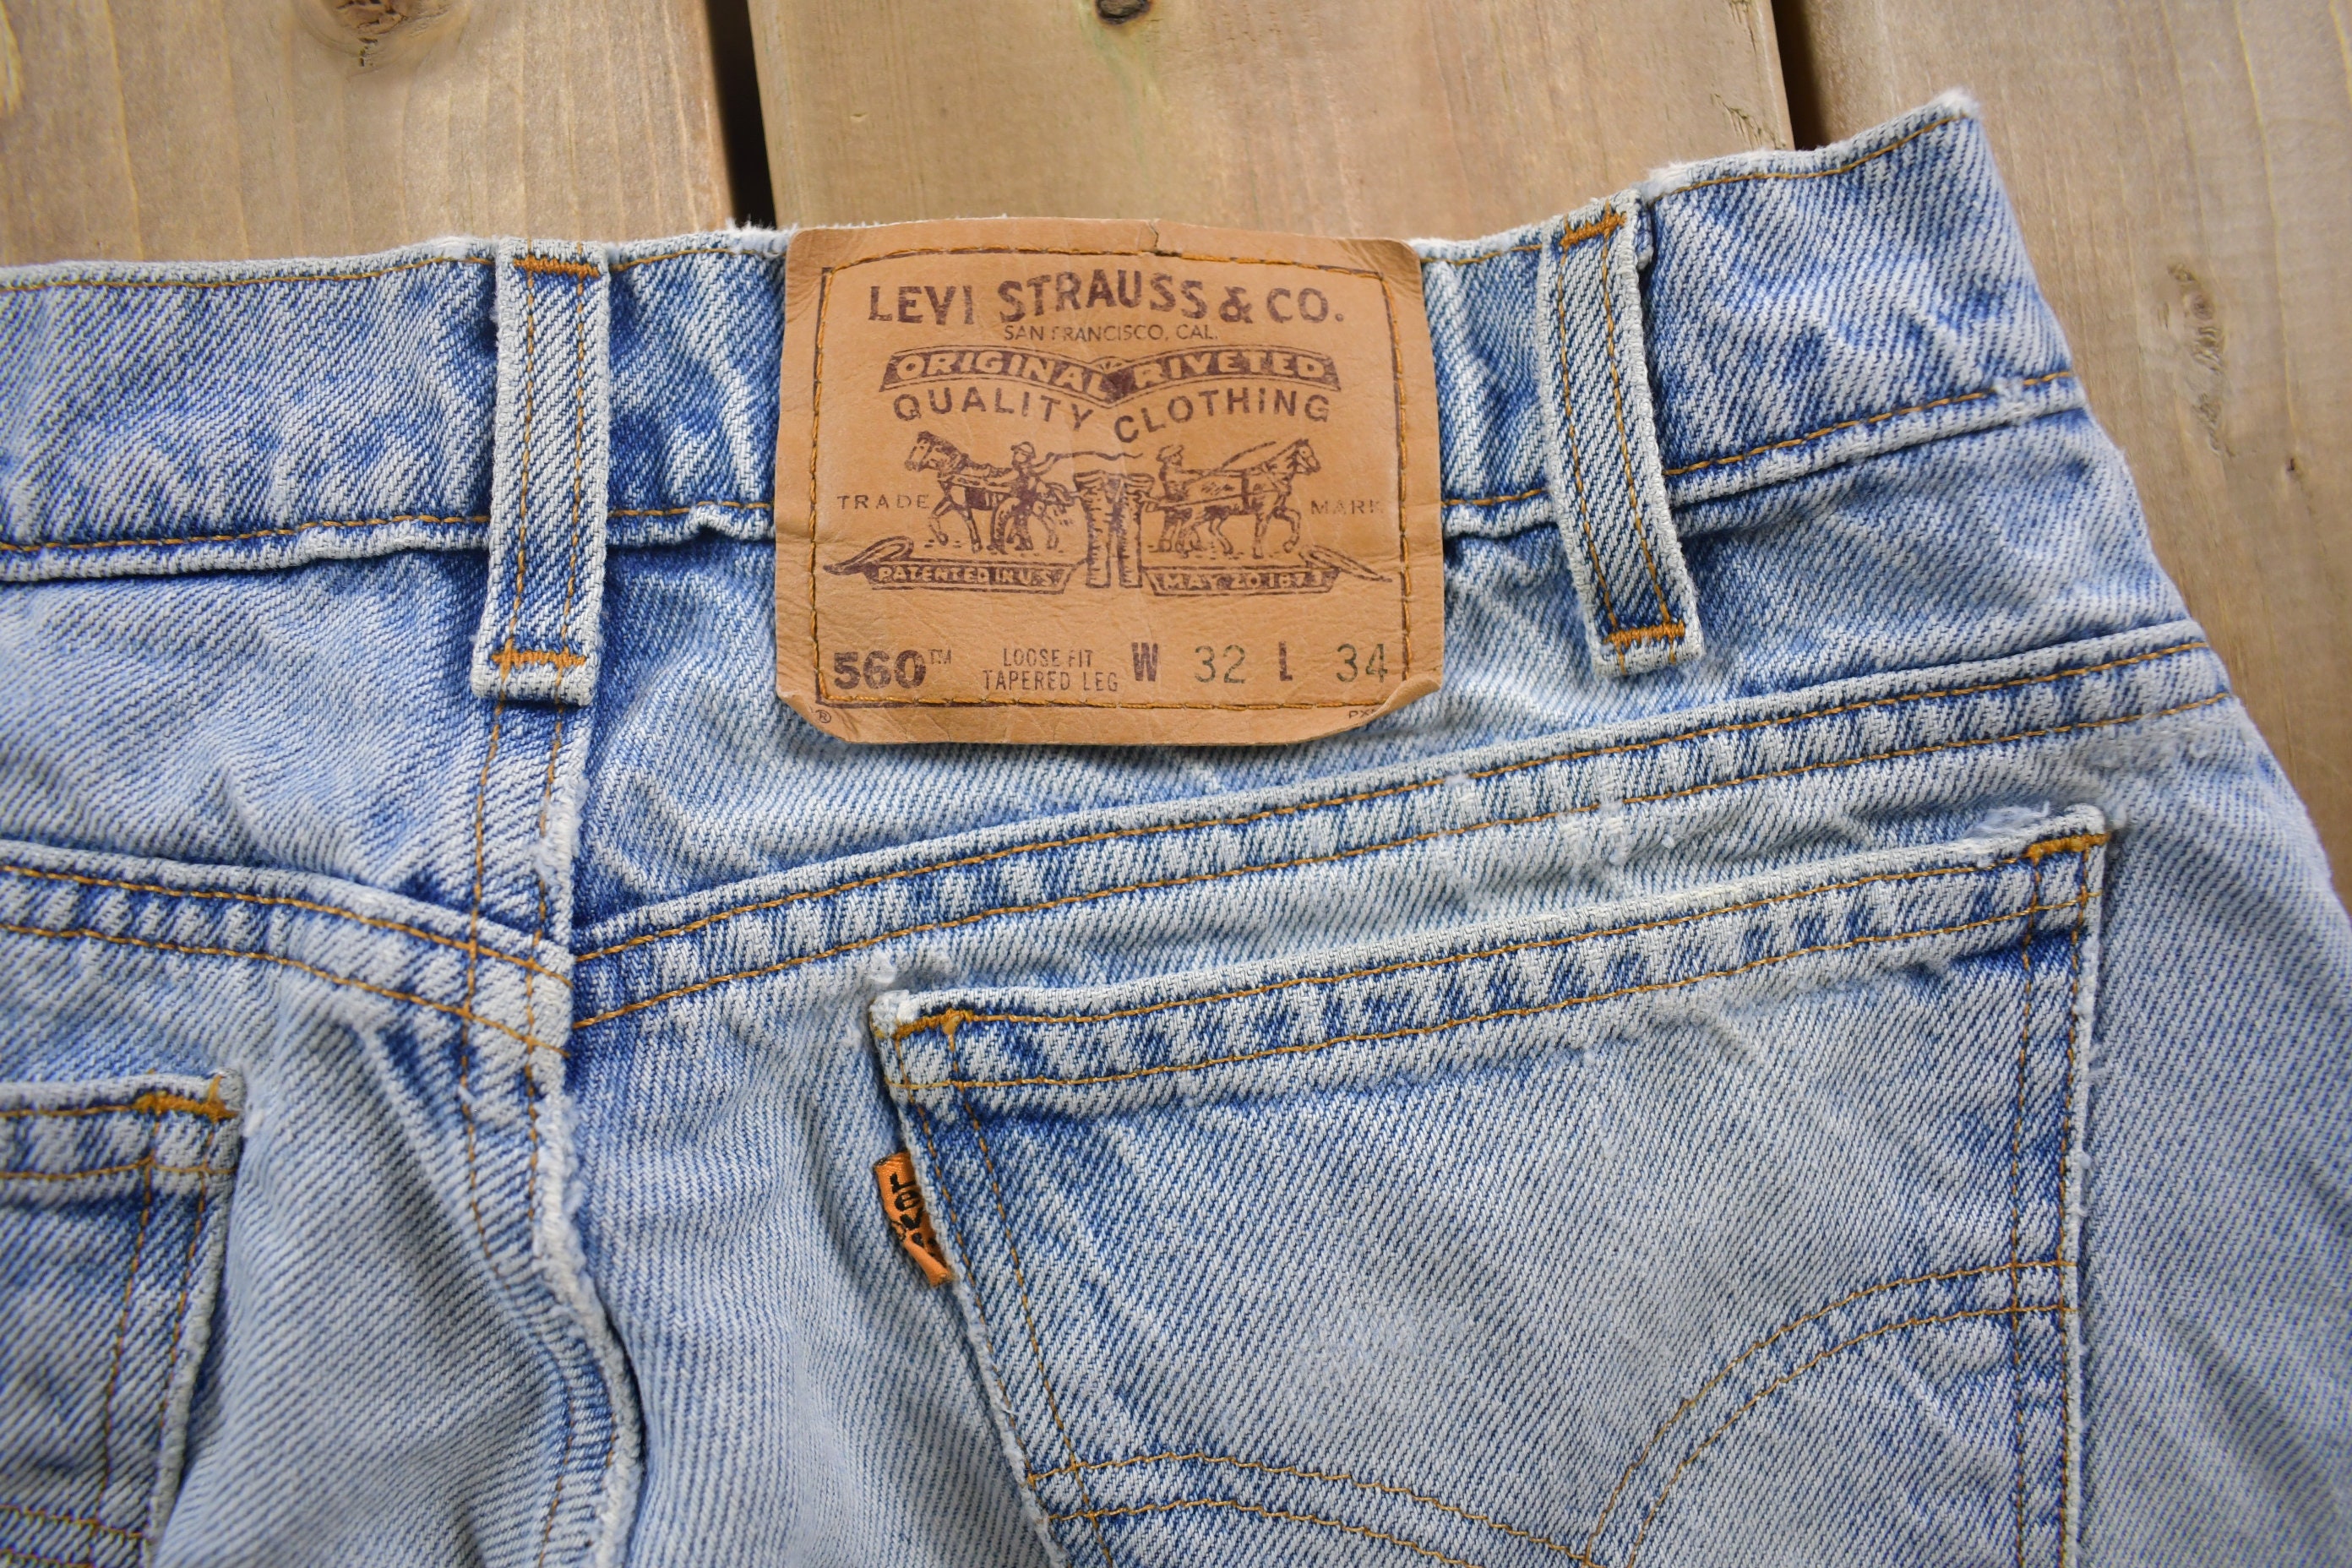 LEVI STRAUSS & CO.
SAN FRANCISCO, CAL.
ORIGINAL RIVETED
QUALITY CLOTHING
TRADE MARK
PATENTED IN U.S. MAY 20 1873
560™ LOOSE FIT TAPERED LEG W 32 L 34
®
LEVI'S